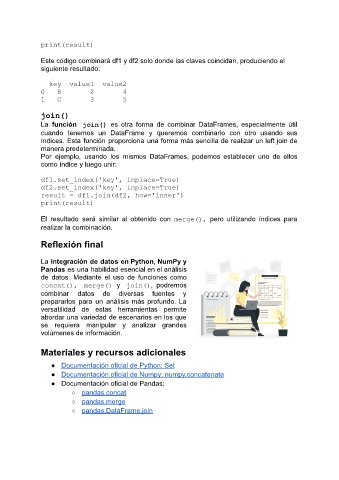 print(result)
Este código combinará df1 y df2 solo donde las claves coincidan, produciendo el
siguiente resultado:
key value1 value2
0 B 2 4
1 C 3 5
join()
La función join() es otra forma de combinar DataFrames, especialmente útil
cuando tenemos un DataFrame y queremos combinarlo con otro usando sus
índices. Esta función proporciona una forma más sencilla de realizar un left join de
manera predeterminada.
Por ejemplo, usando los mismos DataFrames, podemos establecer uno de ellos
como índice y luego unir:
df1.set_index('key', inplace=True)
df2.set_index('key', inplace=True)
result = df1.join(df2, how='inner')
print(result)
El resultado será similar al obtenido con merge(), pero utilizando índices para
realizar la combinación.
Reflexión final
La integración de datos en Python, NumPy y
Pandas es una habilidad esencial en el análisis
de datos. Mediante el uso de funciones como
concat(), merge() y join(), podremos
combinar datos de diversas fuentes y
prepararlos para un análisis más profundo. La
versatilidad de estas herramientas permite
abordar una variedad de escenarios en los que
se requiera manipular y analizar grandes
volúmenes de información.
Materiales y recursos adicionales
● Documentación oficial de Python: Set
● Documentación oficial de Numpy: numpy.concatenate
● Documentación oficial de Pandas:
○ pandas.concat
○ pandas.merge
○ pandas.DataFrame.join